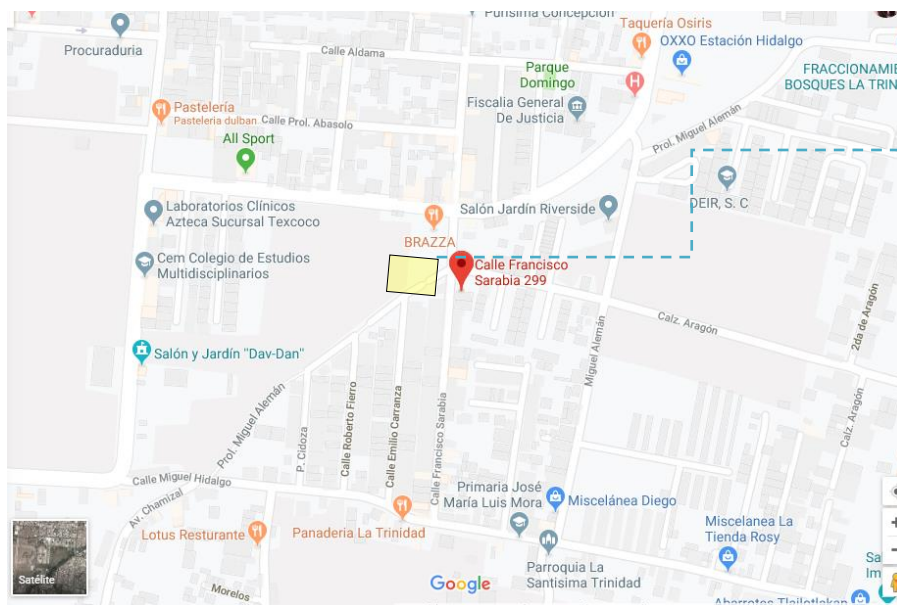 Purisima Concepción
Taquería Osiris
Procuraduria
Calle Aldama
OXXO Estación Hidalgo
Parque
Domingo
H
FRACCIONAMIE
BOSQUES LA TRIN
Pastelería
Pasteleria dulban
Calle Prol. Abasolo
Fiscalia General
De Justicia
All Sport
Prol. Miguel Alemán
DEIR, S. C
Laboratorios Clínicos
Azteca Sucursal Texcoco
Salón Jardín Riverside
BRAZZA
Cem Colegio de Estudios
Multidisciplinarios
Calle Francisco
Sarabia 299
Calz. Aragón
2da de Aragón
Salón y Jardín "Dav-Dan"
Miguel Alemán
Prol. Miguel Alemán
P. Cidoza
Calle Roberto Fierro
Calle Emilio Carranza
Calle Francisco Sarabia
Calz. Aragón
Calle Miguel Hidalgo
Av. Chamizal
Primaria José
María Luis Mora
Miscelánea Diego
Lotus Resturante
Panaderia La Trinidad
Miscelanea La
Tienda Rosy
Parroquia La
Santisima Trinidad
Sa
Im
Satélite
Google
Morelos
Abarrotes Tlailotlakan